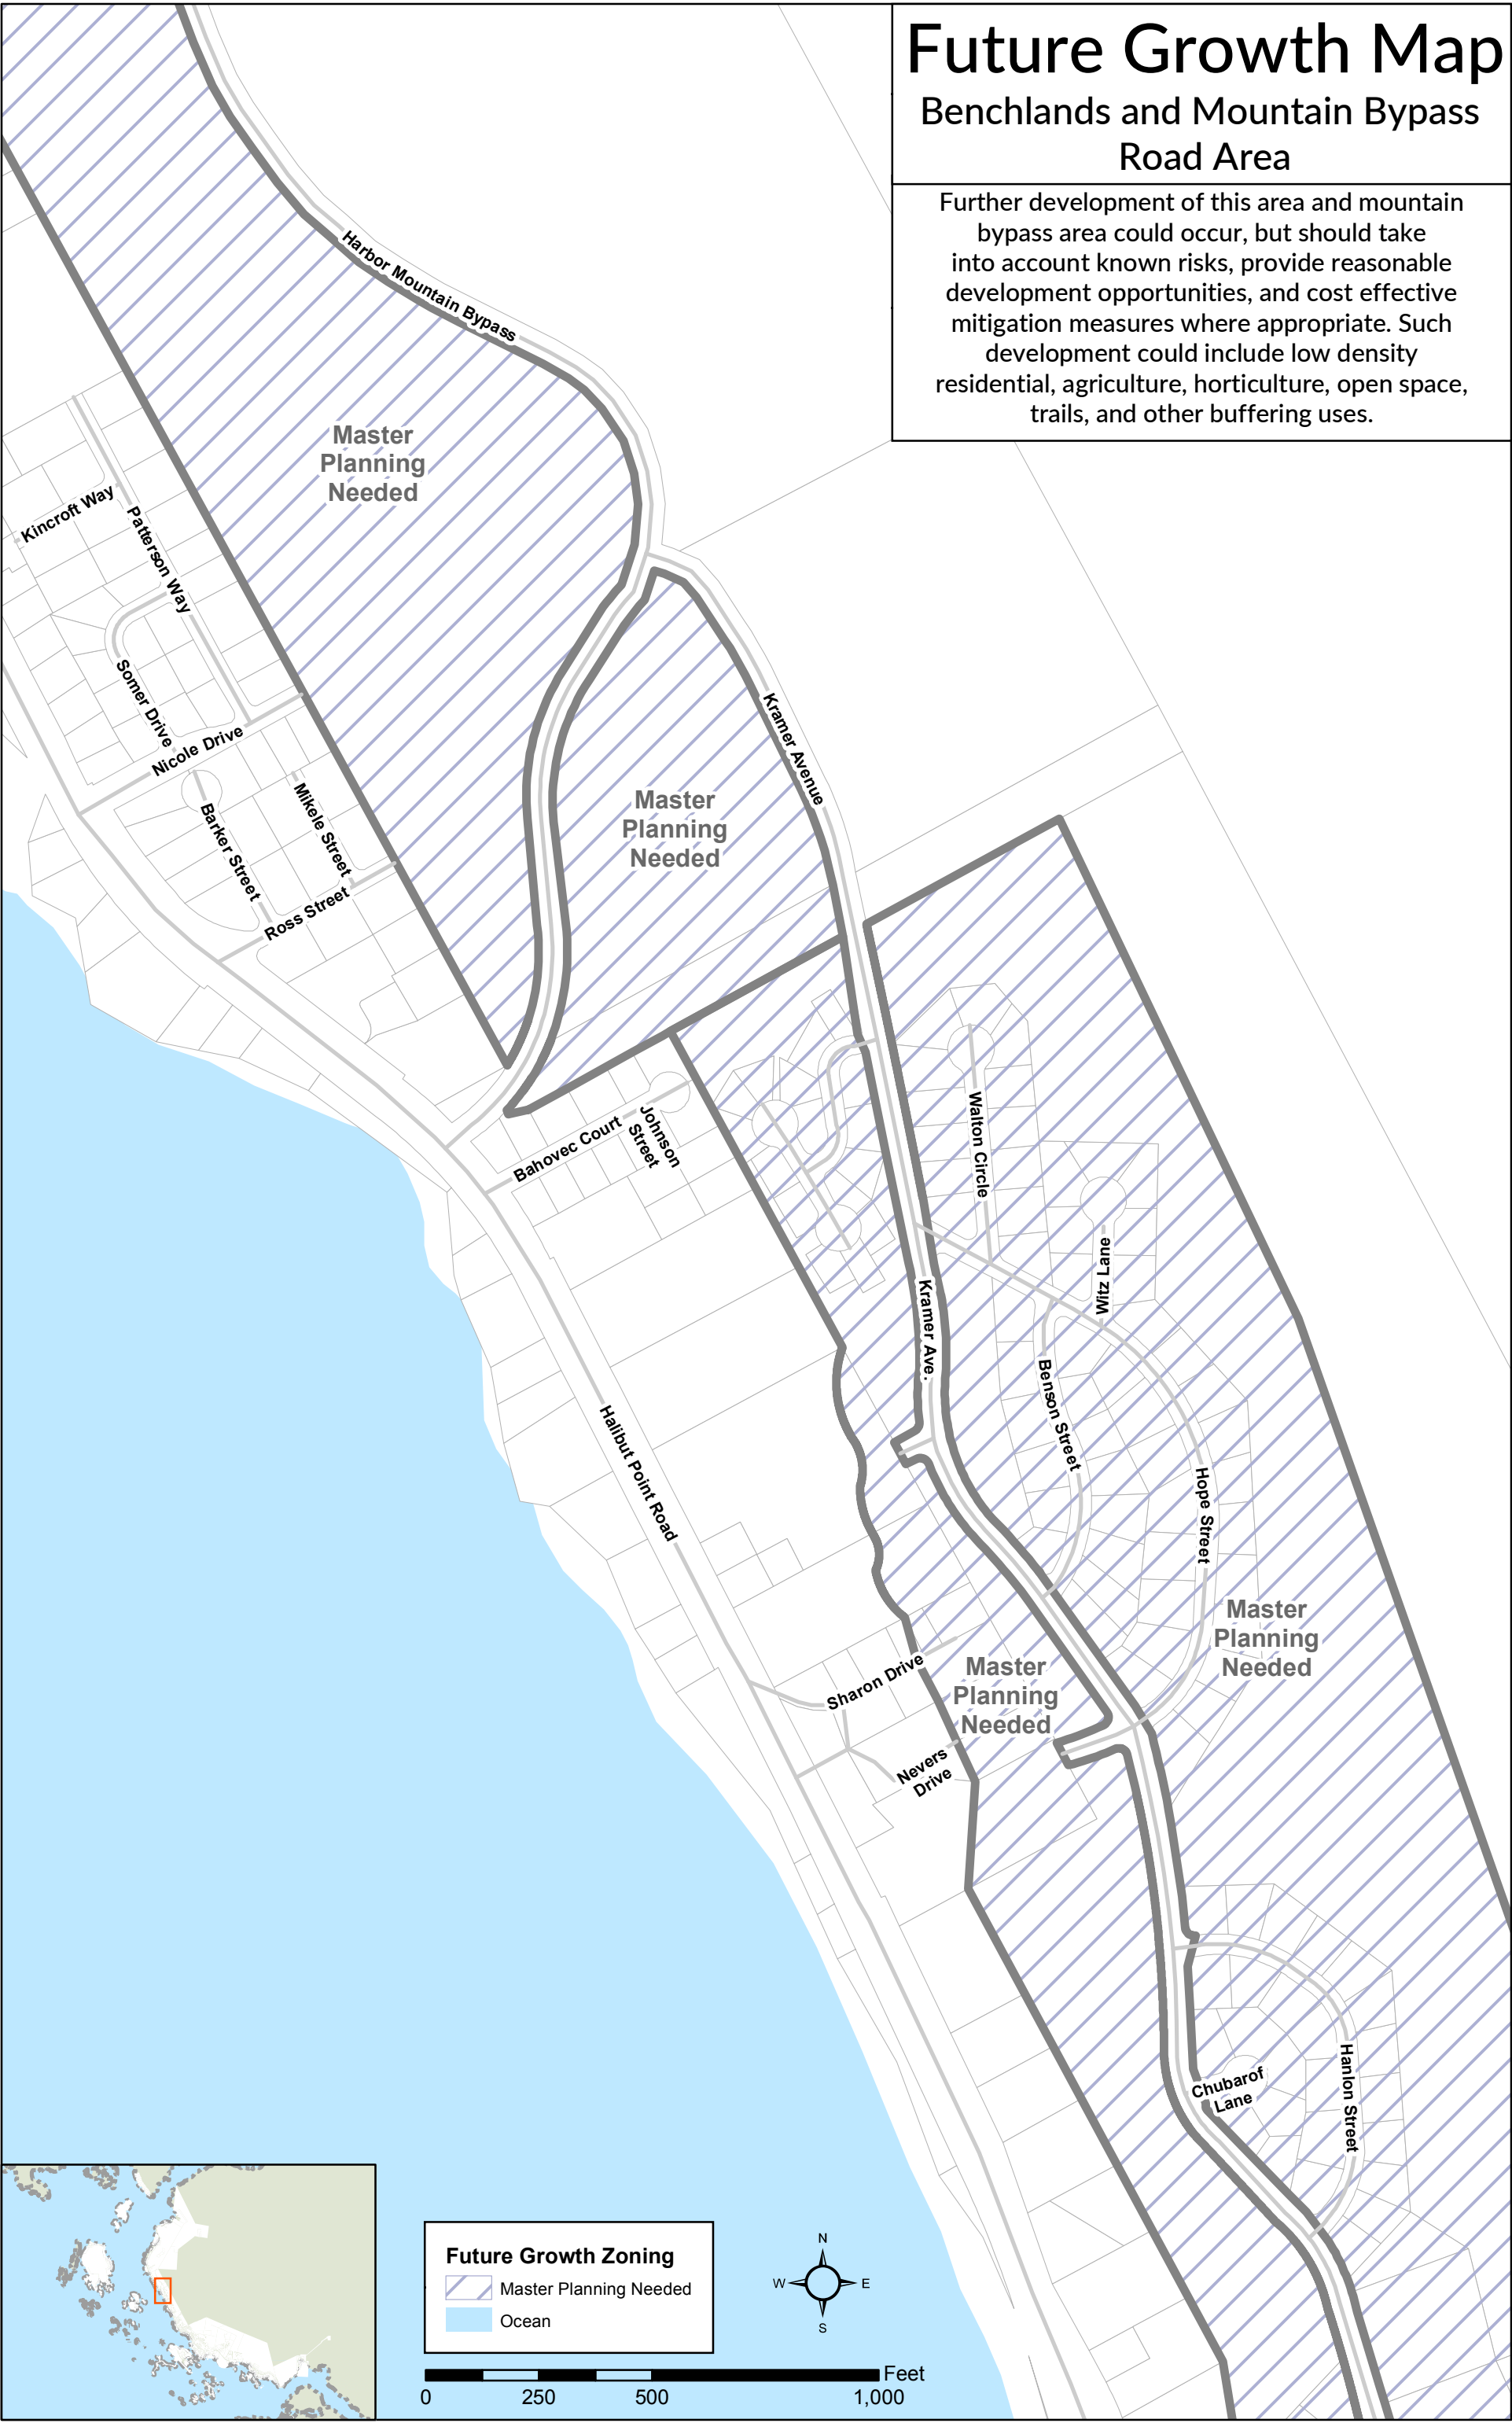 Future Growth Map
Benchlands and Mountain Bypass
Road Area
Further development of this area and mountain
bypass area could occur, but should take
into account known risks, provide reasonable
development opportunities, and cost effective
mitigation measures where appropriate. Such
development could include low density
residential, agriculture, horticulture, open space,
trails, and other buffering uses.
Harbor Mountain Bypass
Master
Planning
Needed
Kincroft Way
Patterson Way
Somer Drive
Nicole Drive
Mikele Street
Barker Street
Ross Street
Kramer Avenue
Master
Planning
Needed
Bahovec Court
Johnson
Street
Walton Circle
Witz Lane
Kramer Ave.
Benson Street
Hope Street
Halibut Point Road
Master
Planning
Needed
Master
Planning
Needed
Sharon Drive
Nevers
Drive
Chubarof
Lane
Hanlon Street
Future Growth Zoning
Master Planning Needed
Ocean
N
W
E
S
Feet
0
250
500
1,000